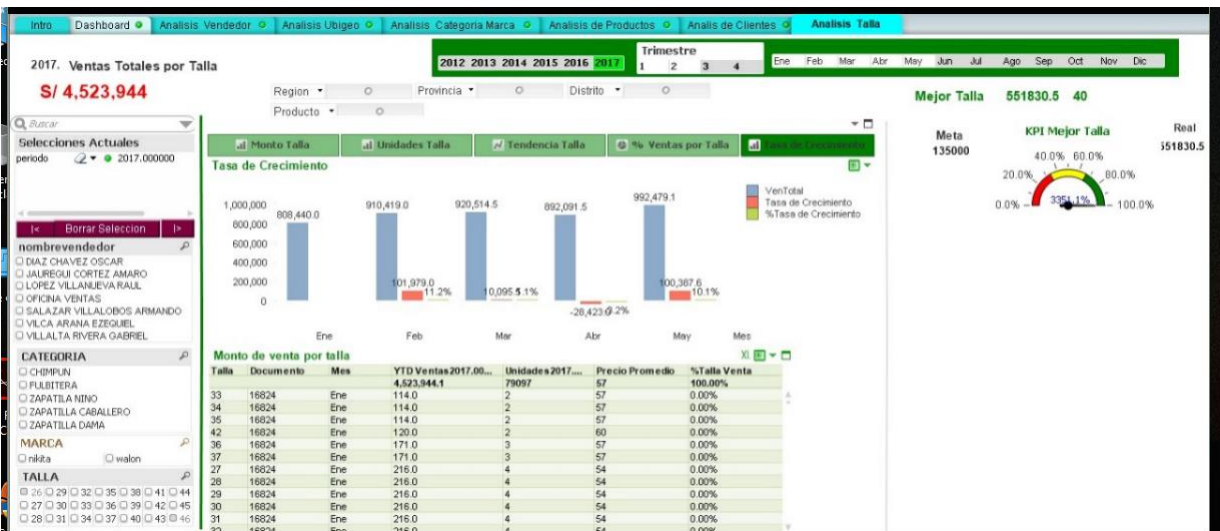 Intro Dashboard Analisis Vendedor Analisis Ubigeo Analisis Categoria Marca Analisis de Productos Analis de Clientes Analisis Talla
2017. Ventas Totales por Talla
S/ 4,523,944
2012 2013 2014 2015 2016 2017
Trimestre
1 2 3 4
Ene Feb Mar Abr May Jun Jul Ago Sep Oct Nov Dic
Region Provincia Distrito
Producto
Mejor Talla 551830.5 40
Buscar
Selecciones Actuales
periodo 2017.000000
Borrar Seleccion
nombrevendedor
DIAZ CHAVEZ OSCAR
JAUREGUI CORTEZ AMARO
LOPEZ VILLANUEVA RAUL
OFICINA VENTAS
SALAZAR VILLALOBOS ARMANDO
VILCA ARANA EZEQUIEL
VILLALTA RIVERA GABRIEL
CATEGORIA
CHIMPUN
FULBITERA
ZAPATILA NINO
ZAPATILLA CABALLERO
ZAPATILLA DAMA
MARCA
nikita walon
TALLA
26 29 32 35 38 41 44
27 30 33 36 39 42 45
28 31 34 37 40 43 46
Monto Talla Unidades Talla Tendencia Talla % Ventas por Talla Tasa de Crecimiento
Tasa de Crecimiento
1,000,000
800,000
600,000
400,000
200,000
0
808,440.0
910,419.0
101,979.0
11.2%
920,514.5
10,095.5
1.1%
892,091.5
-28,423.0
992,479.1
100,387.6
10.1%
Ene Feb Mar Abr May Mes
VenTotal
Tasa de Crecimiento
%Tasa de Crecimiento
Monto de venta por talla
XL
Talla Documento Mes YTD Ventas2017.00... Unidades2017.... Precio Promedio %Talla Venta
4,523,944.1 79097 57 100.00%
33 16824 Ene 114.0 2 57 0.00%
34 16824 Ene 114.0 2 57 0.00%
35 16824 Ene 114.0 2 57 0.00%
42 16824 Ene 120.0 2 60 0.00%
36 16824 Ene 171.0 3 57 0.00%
37 16824 Ene 171.0 3 57 0.00%
27 16824 Ene 216.0 4 54 0.00%
28 16824 Ene 216.0 4 54 0.00%
29 16824 Ene 216.0 4 54 0.00%
30 16824 Ene 216.0 4 54 0.00%
31 16824 Ene 216.0 4 54 0.00%
32 16824 Ene 216.0 4 54 0.00%
Meta
135000
KPI Mejor Talla
0.0% 20.0% 40.0% 60.0% 80.0% 100.0%
3351.1%
Real
551830.5